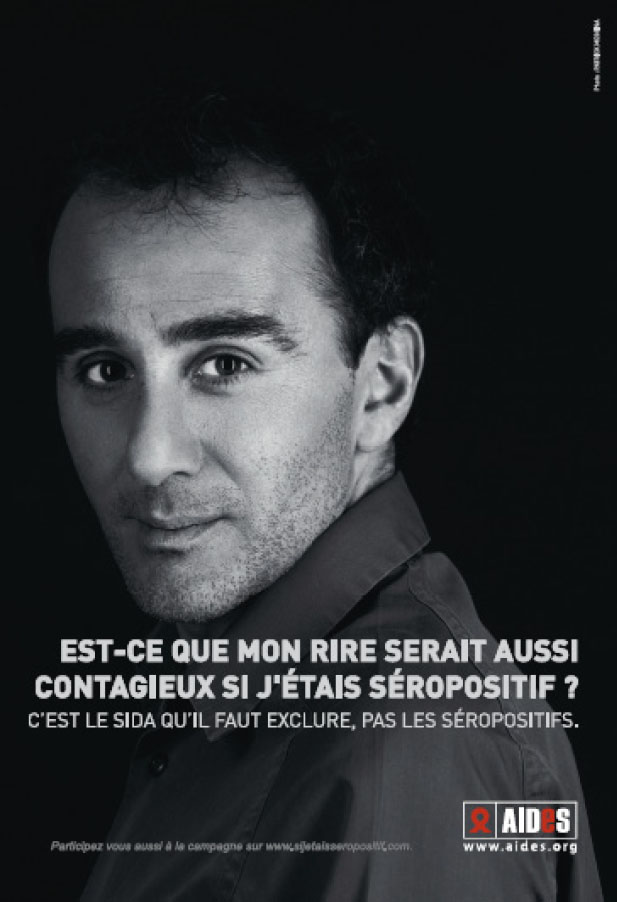 EST-CE QUE MON RIRE SERAIT AUSSI
CONTAGIEUX SI J'ÉTAIS SÉROPOSITIF ?
C'EST LE SIDA QU'IL FAUT EXCLURE, PAS LES SÉROPOSITIFS.
AIDES
Participez vous aussi à la campagne sur www.sijetaisseropositif.com.
www.aides.org